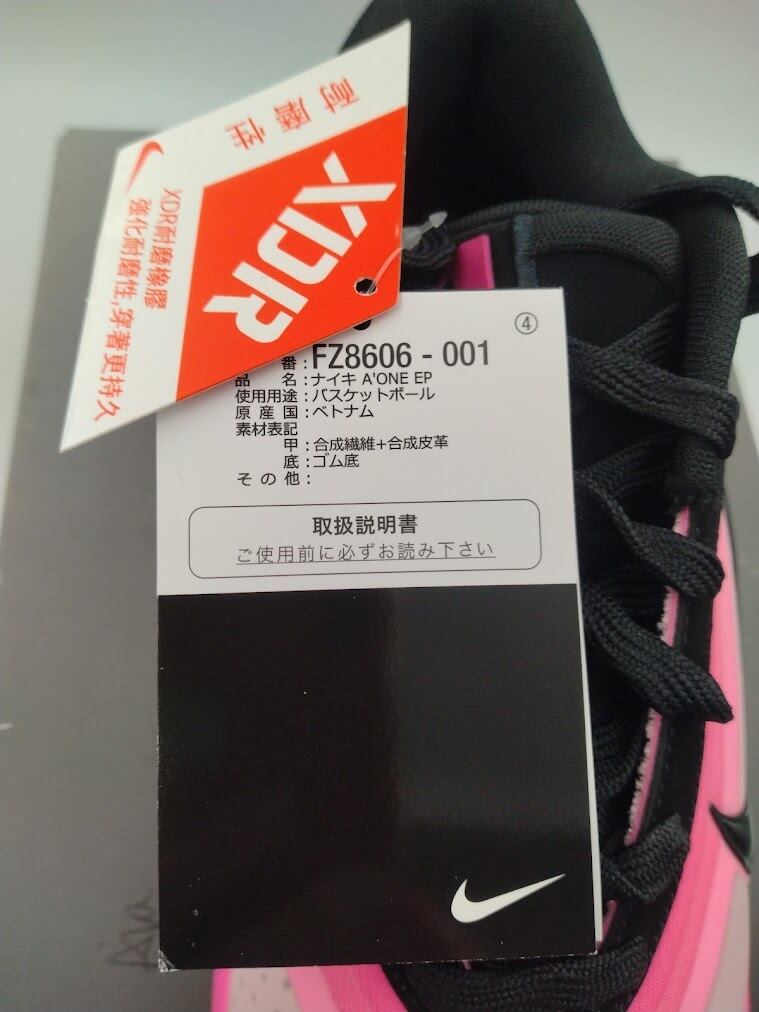 耐磨性
XDR
XDR耐磨橡膠
強化耐磨性,穿著更持久
④
番:FZ8606 - 001
品 名:ナイキ A'ONE EP
使用用途:バスケットボール
原 産 国:ベトナム
素材表記
甲:合成繊維+合成皮革
底:ゴム底
そ の 他:
取扱説明書
ご使用前に必ずお読み下さい